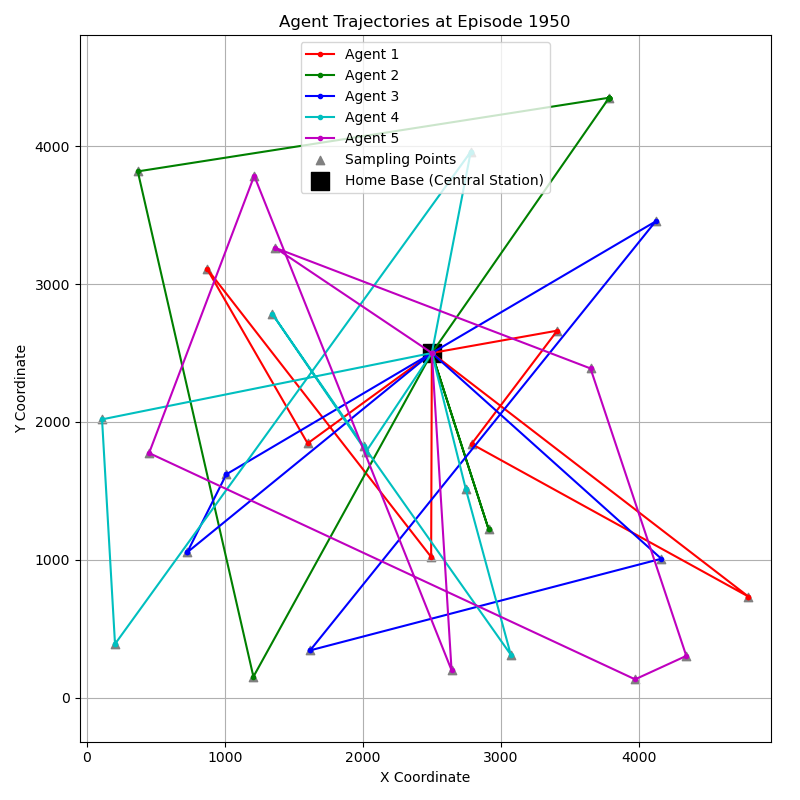 Agent Trajectories at Episode 1950
Agent 1
Agent 2
Agent 3
Agent 4
Agent 5
Sampling Points
Home Base (Central Station)
Y Coordinate
4000
3000
2000
1000
0
0 1000 2000 3000 4000
X Coordinate